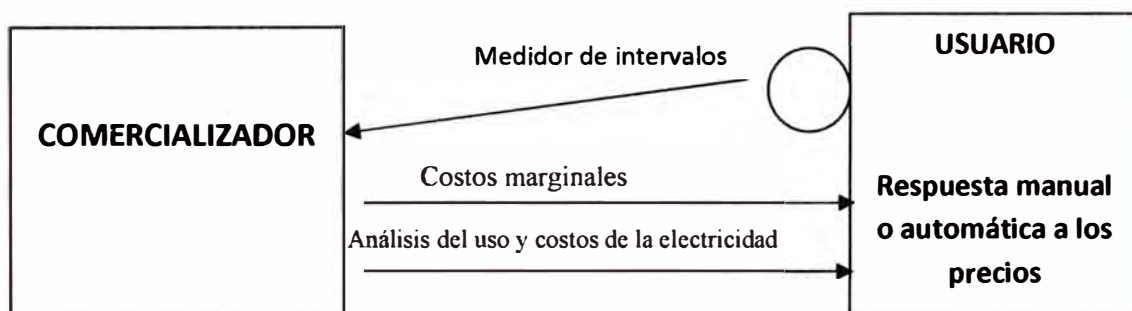 COMERCIALIZADOR
Medidor de intervalos
Costos marginales
Análisis del uso y costos de la electricidad
USUARIO
Respuesta manual
o automática a los
precios